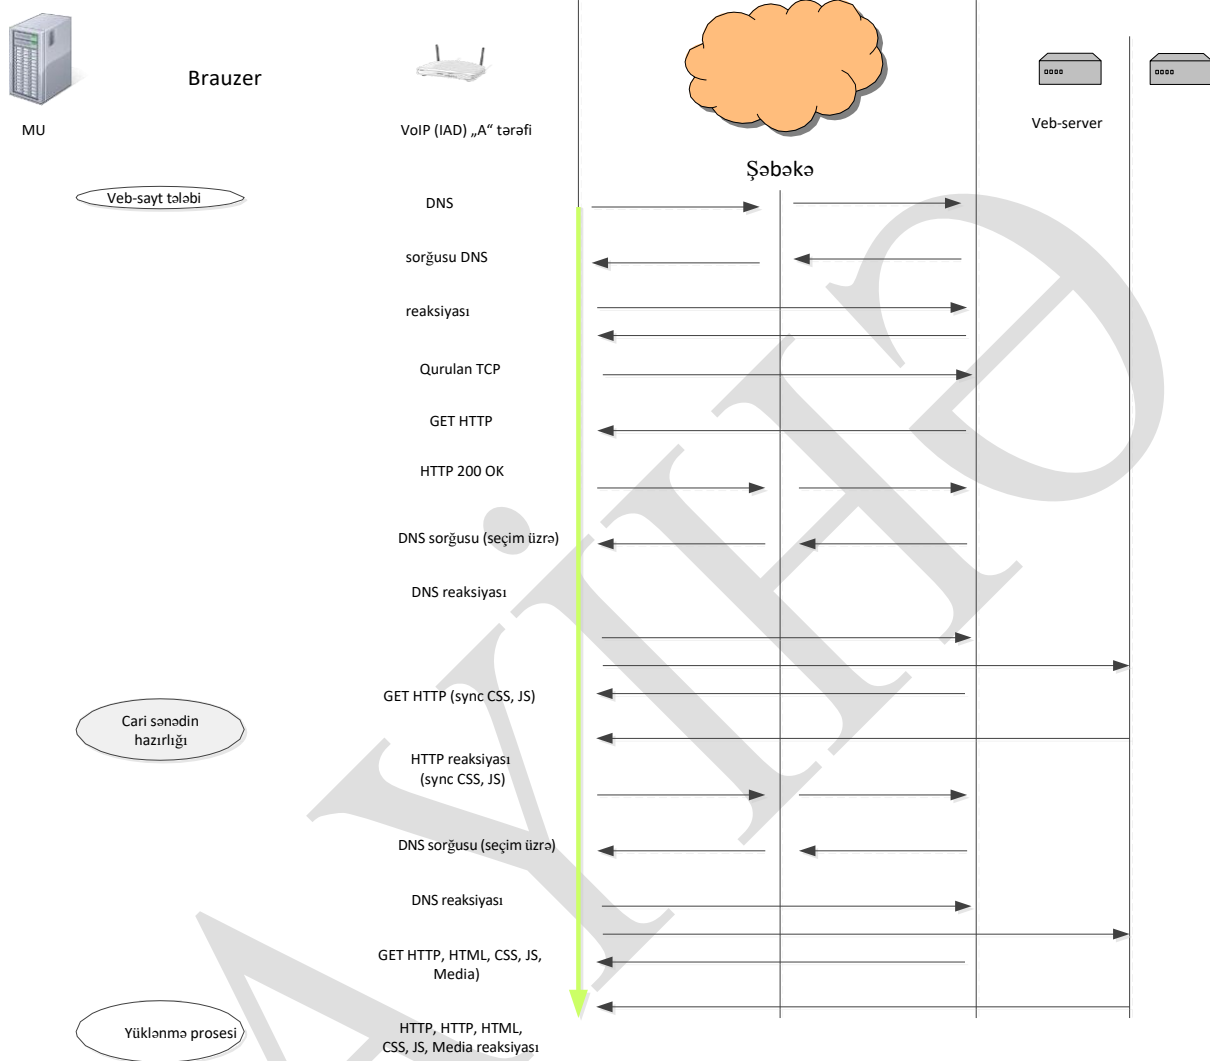 Brauzer
MU
VoIP (IAD) „A“ tərəfi
Veb-server
Şəbəkə
Veb-sayt tələbi
DNS
sorğusu DNS
reaksiyası
Qurulan TCP
GET HTTP
HTTP 200 OK
DNS sorğusu (seçim üzrə)
DNS reaksiyası
GET HTTP (sync CSS, JS)
Cari sənədin
hazırlığı
HTTP reaksiyası
(sync CSS, JS)
DNS sorğusu (seçim üzrə)
DNS reaksiyası
GET HTTP, HTML, CSS, JS,
Media)
Yüklənmə prosesi
HTTP, HTTP, HTML,
CSS, JS, Media reaksiyası
AYİHƏ